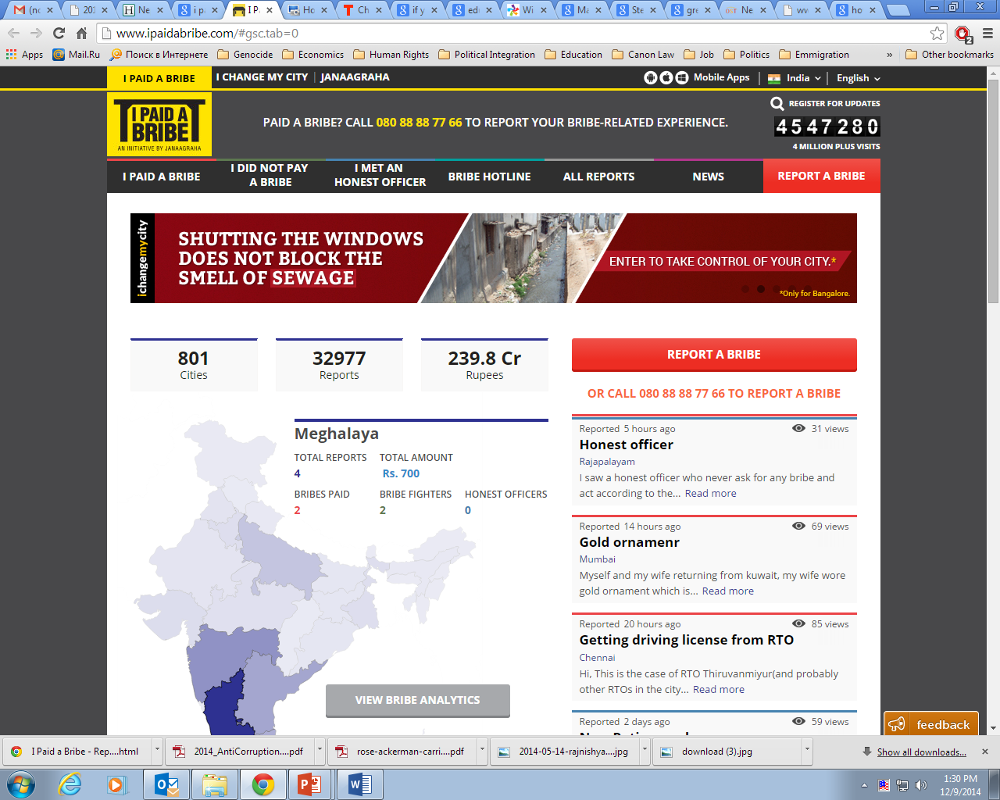 (no
201
Ne
i p
I Pa
Ho
Ch
if y
edu
Wi
Ma
Ste
gre
Ne
wv
ho
www.ipaidabribe.com/#gsc.tab=0
2
Apps
Mail.Ru
Поиск в Интернете
Genocide
Economics
Human Rights
Political Integration
Education
Canon Law
Job
Politics
Emmigration
»
Other bookmarks
I PAID A BRIBE
I CHANGE MY CITY | JANAAGRAHA
Mobile Apps
India
English
I PAID A
BRIBE
AN INITIATIVE BY JANAAGRAHA
PAID A BRIBE? CALL 080 88 88 77 66 TO REPORT YOUR BRIBE-RELATED EXPERIENCE.
REGISTER FOR UPDATES
4547280
4 MILLION PLUS VISITS
I PAID A BRIBE
I DID NOT PAY
A BRIBE
I MET AN
HONEST OFFICER
BRIBE HOTLINE
ALL REPORTS
NEWS
REPORT A BRIBE
ichangemycity
SHUTTING THE WINDOWS
DOES NOT BLOCK THE
SMELL OF SEWAGE
ENTER TO TAKE CONTROL OF YOUR CITY.*
*Only for Bangalore.
801
Cities
32977
Reports
239.8 Cr
Rupees
Meghalaya
TOTAL REPORTS
4
TOTAL AMOUNT
Rs. 700
BRIBES PAID
2
BRIBE FIGHTERS
2
HONEST OFFICERS
0
VIEW BRIBE ANALYTICS
REPORT A BRIBE
OR CALL 080 88 88 77 66 TO REPORT A BRIBE
Reported 5 hours ago
31 views
Honest officer
Rajapalayam
I saw a honest officer who never ask for any bribe and
act according to the... Read more
Reported 14 hours ago
69 views
Gold ornamenr
Mumbai
Myself and my wife returning from kuwait, my wife wore
gold ornament which is... Read more
Reported 20 hours ago
85 views
Getting driving license from RTO
Chennai
Hi, This is the case of RTO Thiruvanmiyur(and probably
other RTOs in the city... Read more
Reported 2 days ago
59 views
feedback
I Paid a Bribe - Rep....html
2014_AntiCorruption....pdf
rose-ackerman-carri....pdf
2014-05-14-rajnishya....jpg
download (3).jpg
Show all downloads...
1:30 PM
12/9/2014